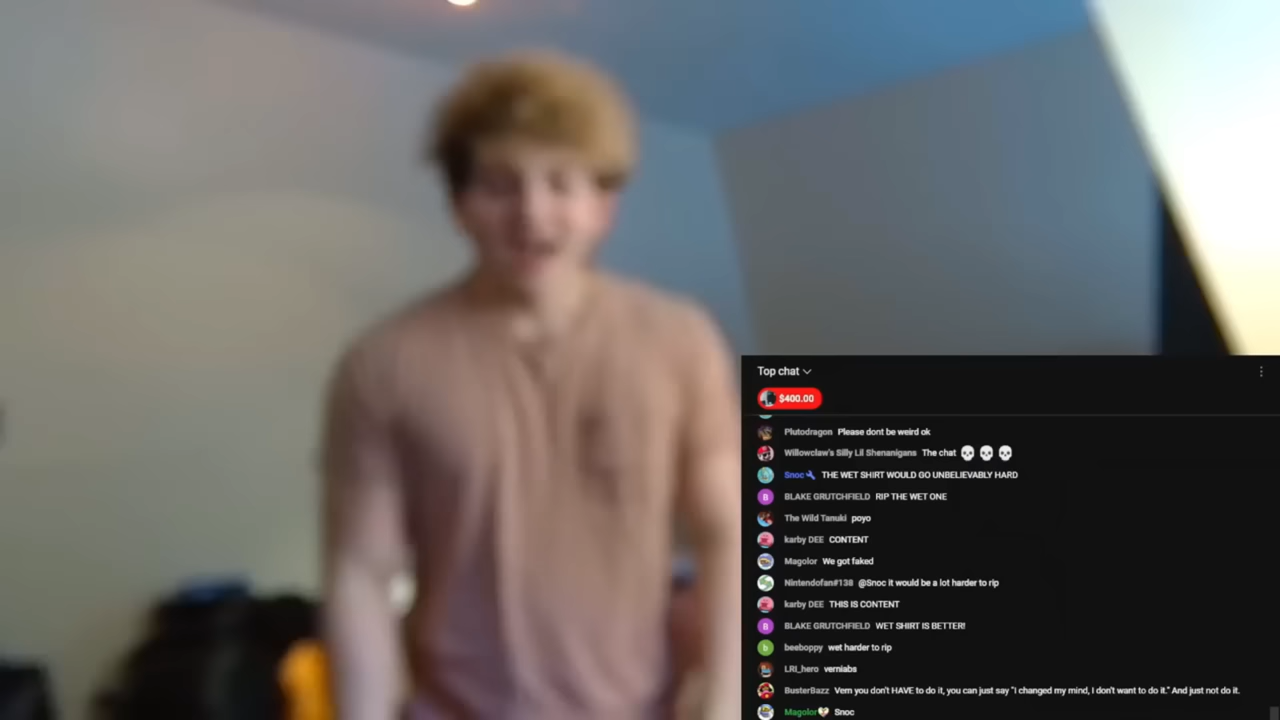 Top chat
$400.00
Plutodragon Please dont be weird ok
Willowclaw's Silly Lil Shenanigans The chat 💀 💀 💀
Snoc THE WET SHIRT WOULD GO UNBELIEVABLY HARD
B BLAKE GRUTCHFIELD RIP THE WET ONE
The Wild Tanuki poyo
karby DEE CONTENT
Magolor We got faked
Nintendofan#138 @Snoc it would be a lot harder to rip
karby DEE THIS IS CONTENT
B BLAKE GRUTCHFIELD WET SHIRT IS BETTER!
b beeboppy wet harder to rip
LRI_hero verniabs
BusterBazz Vern you don't HAVE to do it, you can just say "I changed my mind, I don't want to do it." And just not do it.
Magolor Snoc